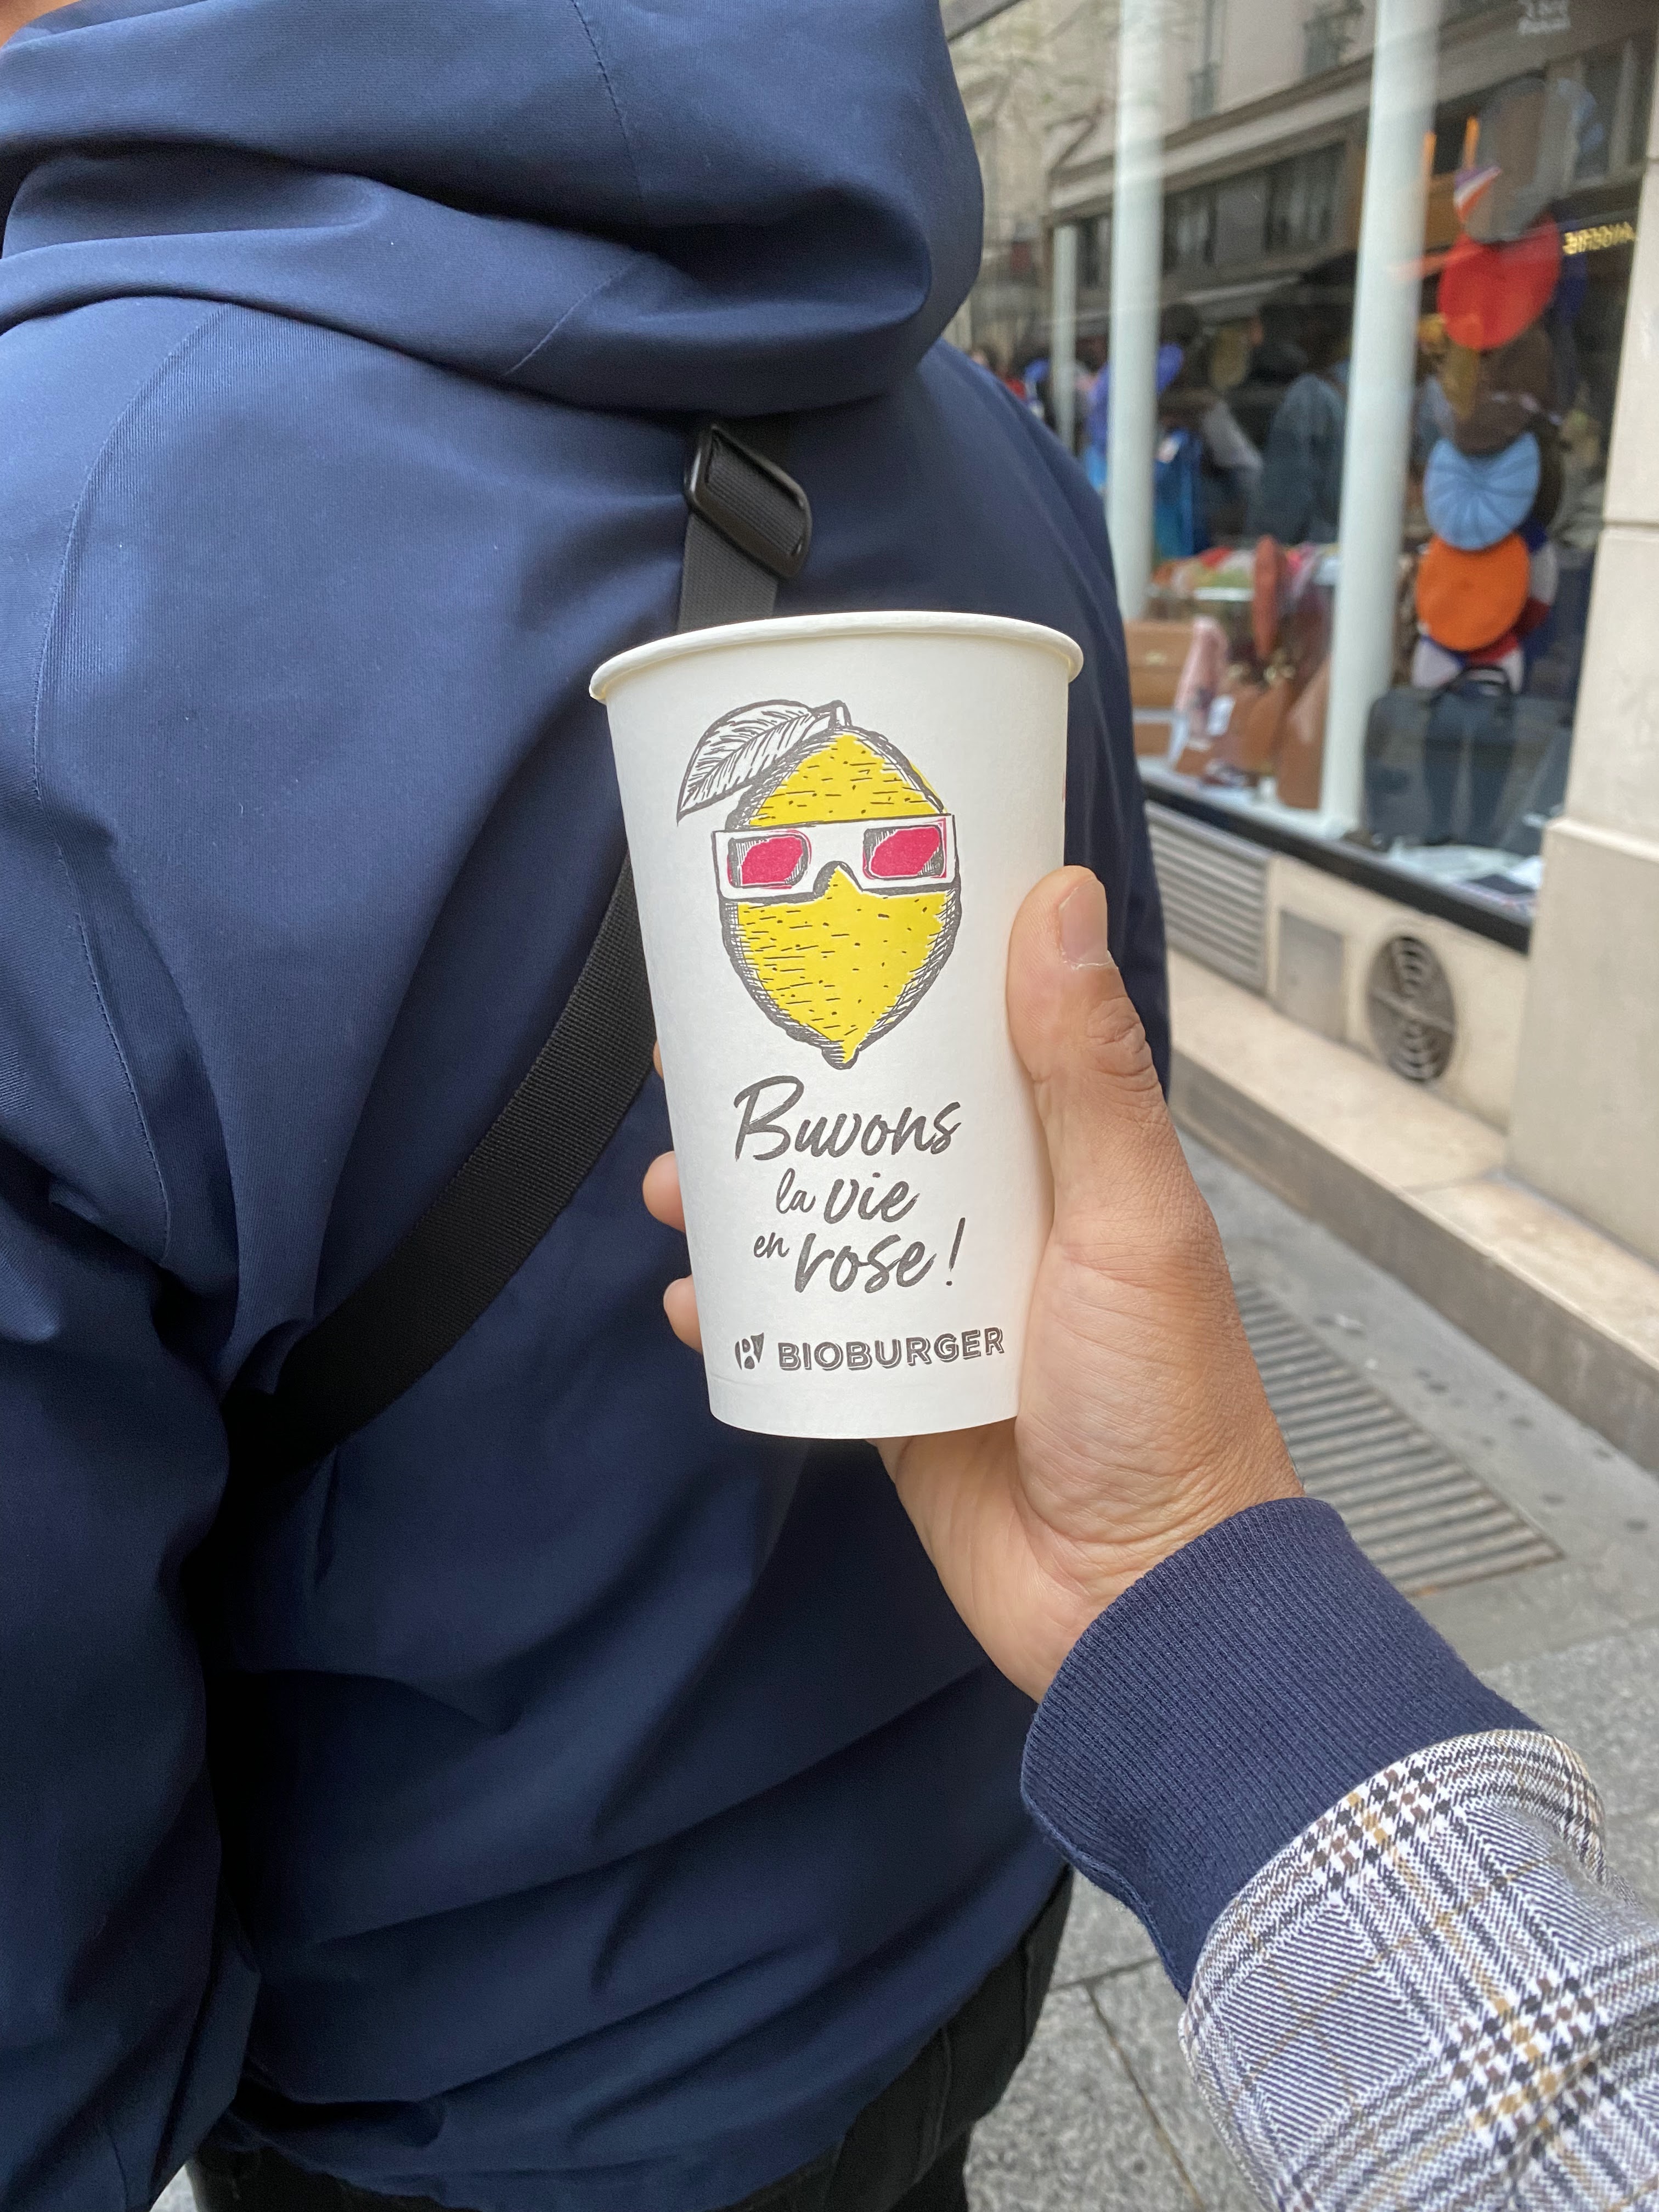 Buvons
la vie
en rose !
BIOBURGER